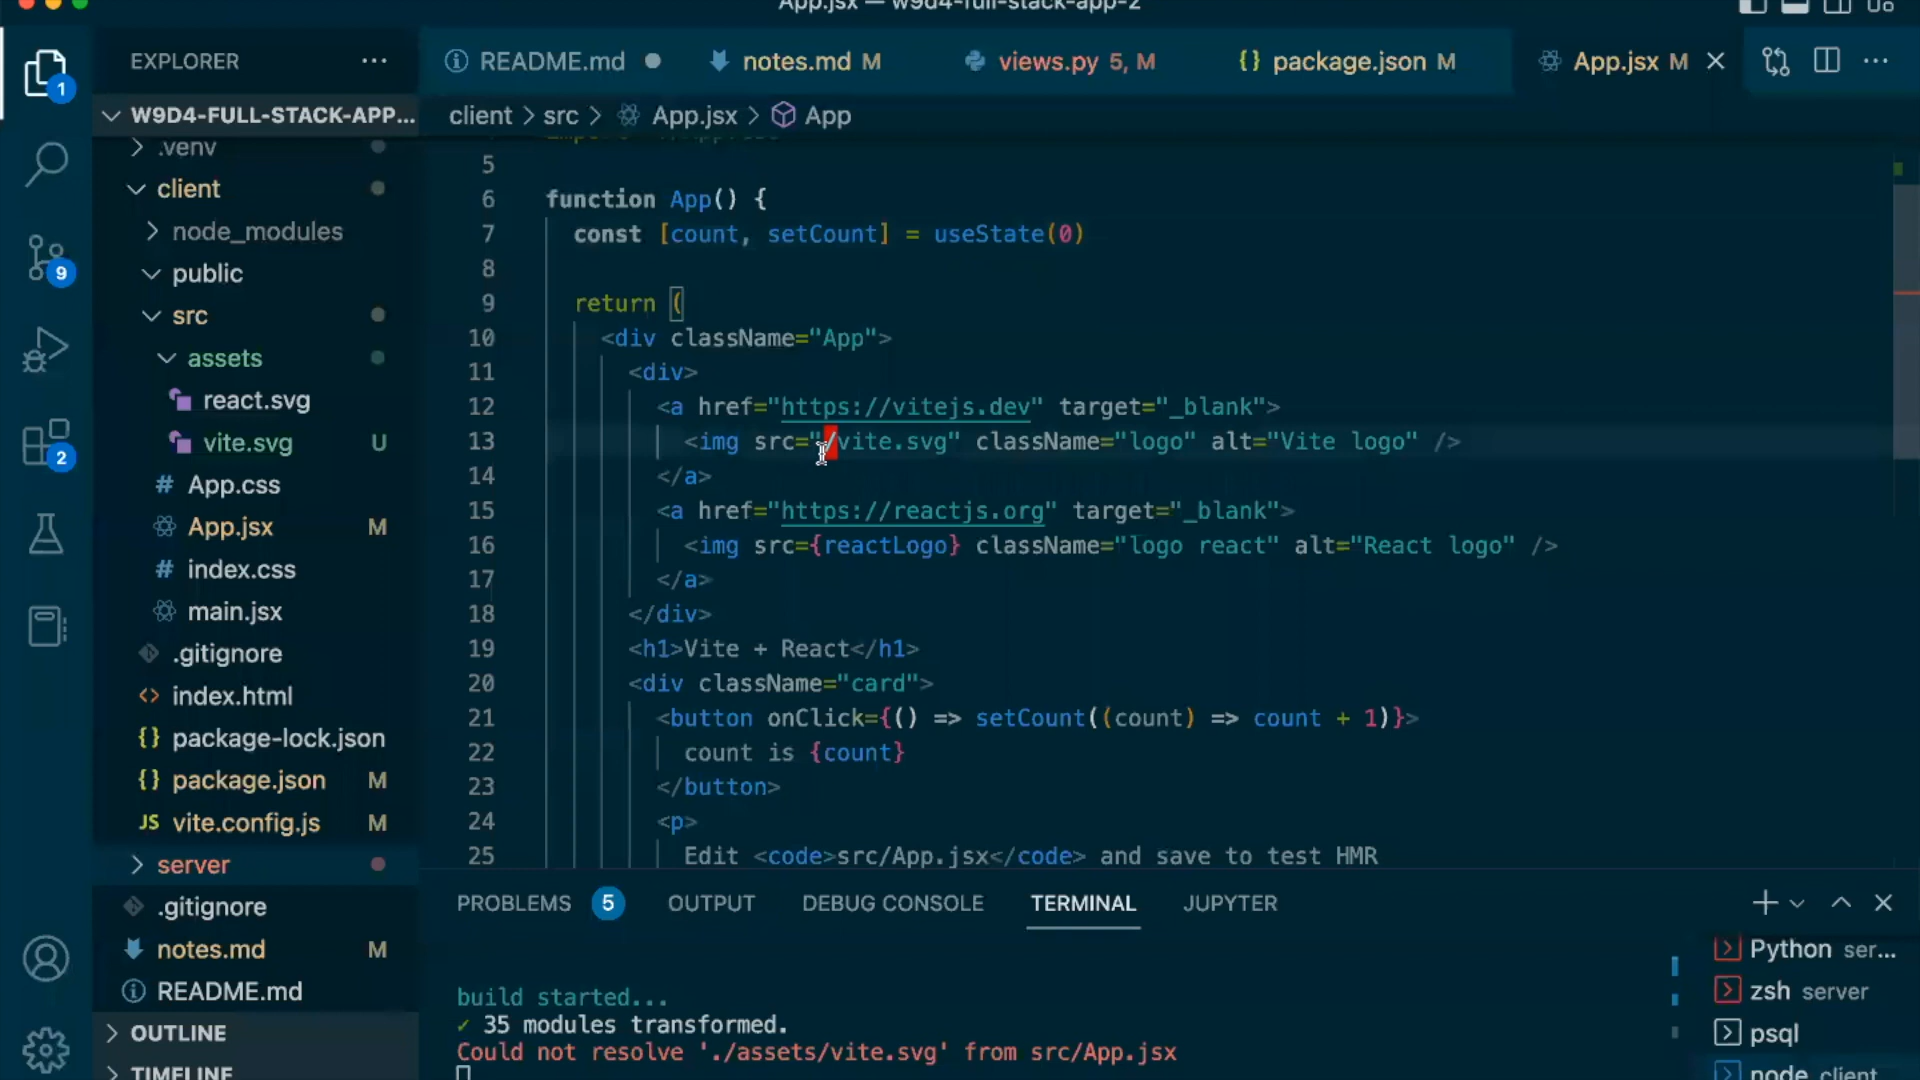 App.jsx — w9d4-full-stack-app-2
EXPLORER
README.md
notes.md M
views.py 5, M
{} package.json M
App.jsx M
1
W9D4-FULL-STACK-APP...
client > src > App.jsx > App
.venv
client
node_modules
public
src
assets
react.svg
vite.svg U
# App.css
App.jsx M
# index.css
main.jsx
.gitignore
<> index.html
{} package-lock.json
{} package.json M
JS vite.config.js M
server
.gitignore
notes.md M
README.md
OUTLINE
TIMELINE
9
2
5
6 function App() {
7 const [count, setCount] = useState(0)
8
9 return (
10 <div className="App">
11 <div>
12 <a href="https://vitejs.dev" target="_blank">
13 <img src="/vite.svg" className="logo" alt="Vite logo" />
14 </a>
15 <a href="https://reactjs.org" target="_blank">
16 <img src={reactLogo} className="logo react" alt="React logo" />
17 </a>
18 </div>
19 <h1>Vite + React</h1>
20 <div className="card">
21 <button onClick={() => setCount((count) => count + 1)}>
22 count is {count}
23 </button>
24 <p>
25 Edit <code>src/App.jsx</code> and save to test HMR
PROBLEMS 5 OUTPUT DEBUG CONSOLE TERMINAL JUPYTER
build started...
✓ 35 modules transformed.
Could not resolve './assets/vite.svg' from src/App.jsx
Python ser...
zsh server
psql
node client